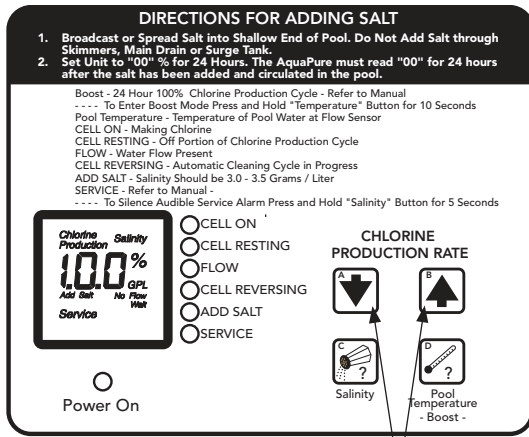 DIRECTIONS FOR ADDING SALT
1. Broadcast or Spread Salt into Shallow End of Pool. Do Not Add Salt through
Skimmers, Main Drain or Surge Tank.
2. Set Unit to "00" % for 24 Hours. The AquaPure must read "00" for 24 hours
after the salt has been added and circulated in the pool.
Boost - 24 Hour 100% Chlorine Production Cycle - Refer to Manual
- - - - To Enter Boost Mode Press and Hold "Temperature" Button for 10 Seconds
Pool Temperature - Temperature of Pool Water at Flow Sensor
CELL ON - Making Chlorine
CELL RESTING - Off Portion of Chlorine Production Cycle
FLOW - Water Flow Present
CELL REVERSING - Automatic Cleaning Cycle in Progress
ADD SALT - Salinity Should be 3.0 - 3.5 Grams / Liter
SERVICE - Refer to Manual -
- - - - To Silence Audible Service Alarm Press and Hold "Salinity" Button for 5 Seconds
Chlorine
Production Salinity
1.0.0 %
GPL
Add Salt No Flow
Wait
Service
CELL ON
CELL RESTING
FLOW
CELL REVERSING
ADD SALT
SERVICE
Power On
CHLORINE
PRODUCTION RATE
A
B
C
?
D
?
Salinity
Pool
Temperature
- Boost -